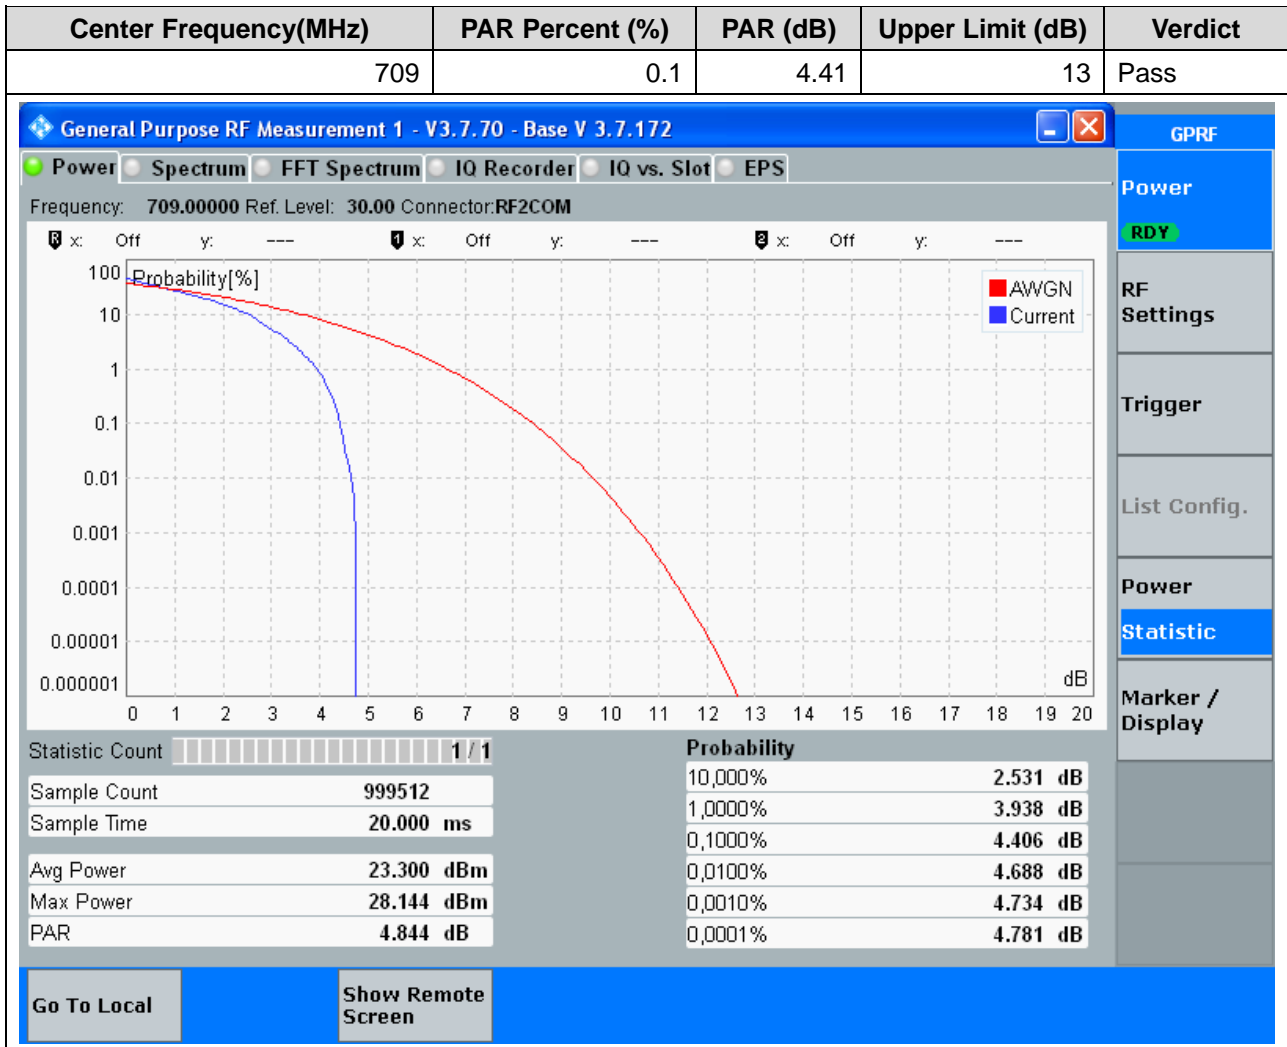 Center Frequency(MHz) PAR Percent (%) PAR (dB) Upper Limit (dB) Verdict
709 0.1 4.41 13 Pass
General Purpose RF Measurement 1 - V3.7.70 - Base V 3.7.172
GPRF
Power Spectrum FFT Spectrum IQ Recorder IQ vs. Slot EPS
Power
RDY
Frequency: 709.00000 Ref. Level: 30.00 Connector:RF2COM
R x: Off y: --- 1 x: Off y: --- 2 x: Off y: ---
Probability[%]
AWGN
Current
100
10
1
0.1
0.01
0.001
0.0001
0.00001
0.000001
dB
0 1 2 3 4 5 6 7 8 9 10 11 12 13 14 15 16 17 18 19 20
RF
Settings
Trigger
List Config.
Power
Statistic
Marker /
Display
Statistic Count 1 / 1
Sample Count 999512
Sample Time 20.000 ms
Avg Power 23.300 dBm
Max Power 28.144 dBm
PAR 4.844 dB
Probability
10,000% 2.531 dB
1,0000% 3.938 dB
0,1000% 4.406 dB
0,0100% 4.688 dB
0,0010% 4.734 dB
0,0001% 4.781 dB
Go To Local
Show Remote
Screen